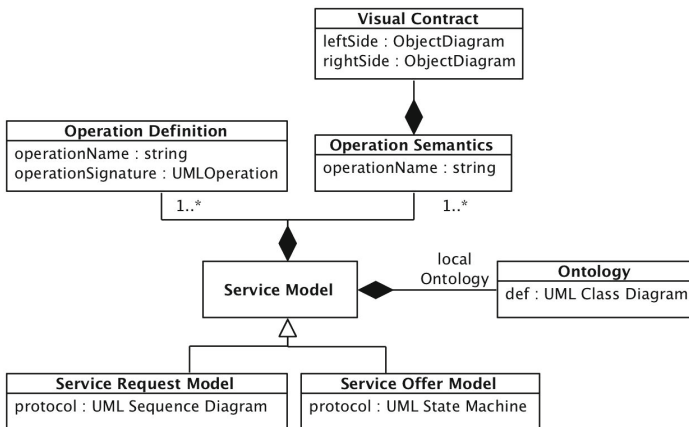 Visual Contract
leftSide : ObjectDiagram
rightSide : ObjectDiagram
Operation Definition
operationName : string
operationSignature : UMLOperation
Operation Semantics
operationName : string
1..*
1..*
Service Model
local
Ontology
Ontology
def : UML Class Diagram
Service Request Model
protocol : UML Sequence Diagram
Service Offer Model
protocol : UML State Machine